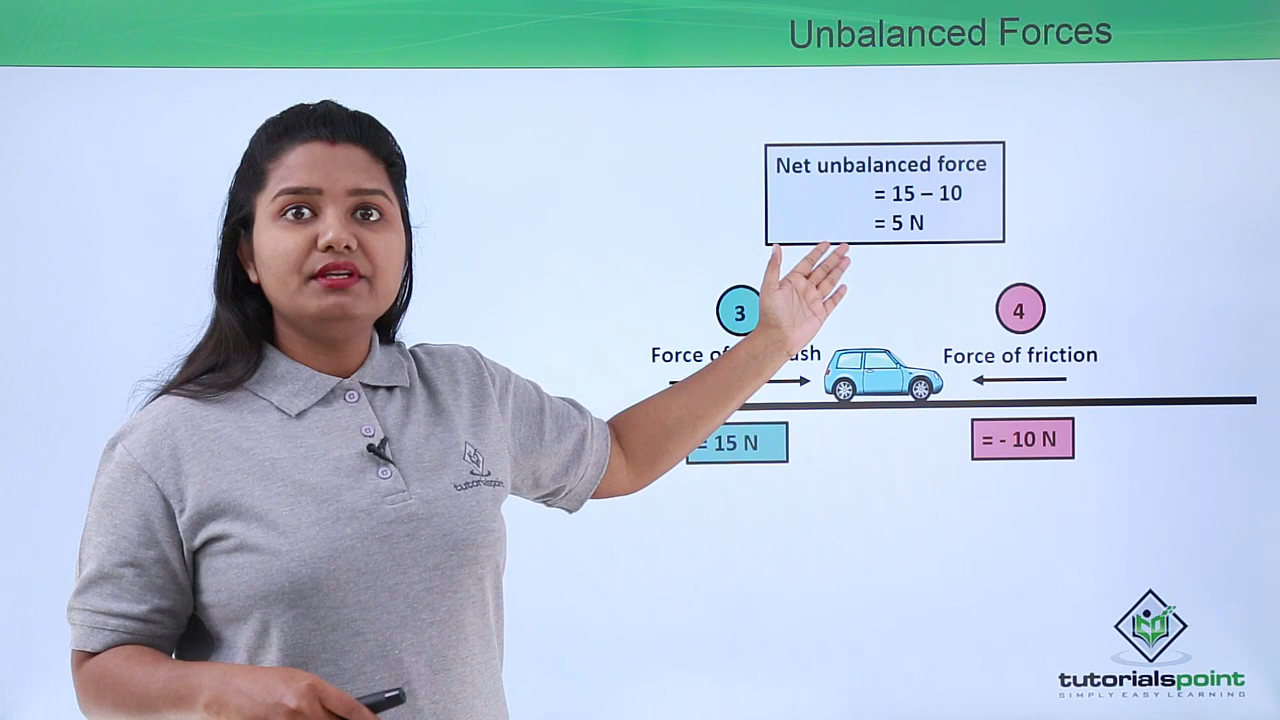 Unbalanced Forces
Net unbalanced force
= 15 – 10
= 5 N
3
4
Force of
Force of friction
= 15 N
= - 10 N
tutorialspoint
tutorialspoint
SIMPLY EASY LEARNING